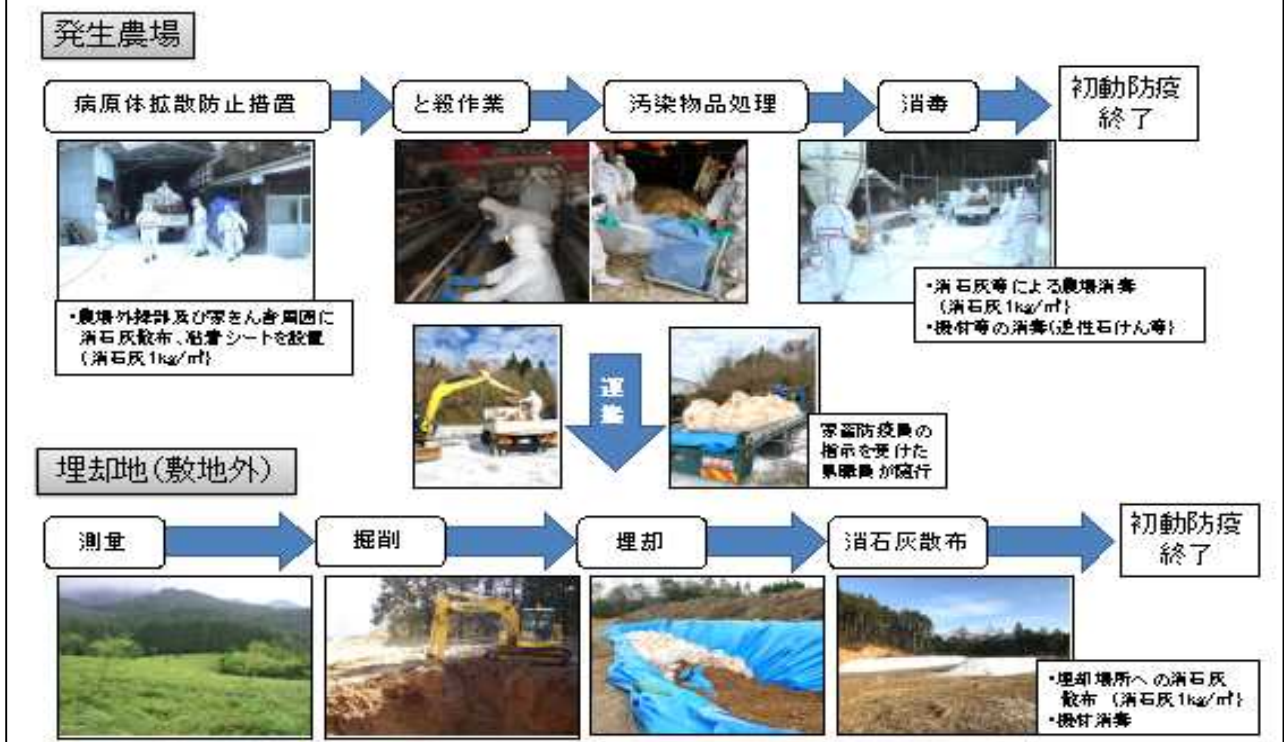 発生農場
病原体拡散防止措置
と殺作業
汚染物品処理
消毒
初動防疫
終了
・農場外縁部及び家きん舎周囲に
消石灰散布、粘着シートを設置
(消石灰1kg/㎡)
・消石灰等による農場消毒
(消石灰1kg/㎡)
・機材等の消毒(逆性石けん等)
運搬
家畜防疫員の
指示を受けた
県職員が随行
埋却地(敷地外)
測量
掘削
埋却
消石灰散布
初動防疫
終了
・埋却場所への消石灰
散布 (消石灰1kg/㎡)
・機材消毒